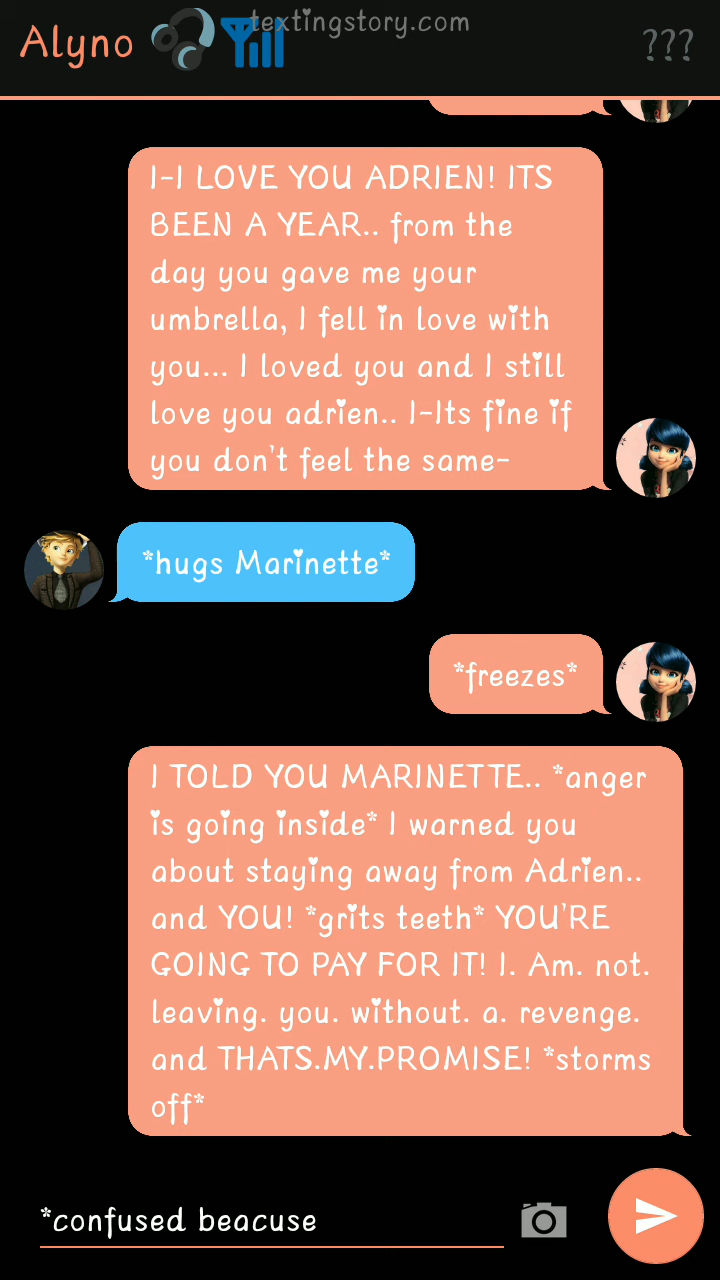 textingstory.com
Alyno
???
I-I LOVE YOU ADRIEN! ITS
BEEN A YEAR.. from the
day you gave me your
umbrella, I fell in love with
you... I loved you and I still
love you adrien.. I-Its fine if
you don't feel the same-
*hugs Marinette*
*freezes*
I TOLD YOU MARINETTE.. *anger
is going inside* I warned you
about staying away from Adrien..
and YOU! *grits teeth* YOU'RE
GOING TO PAY FOR IT! I. Am. not.
leaving. you. without. a. revenge.
and THATS.MY.PROMISE! *storms
off*
*confused beacuse